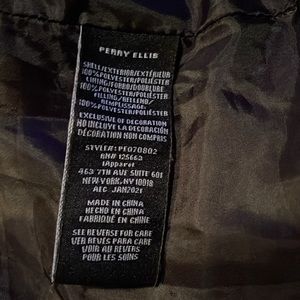 PERRY ELLIS
SHELL/EXTERIOR/EXTÉRIEUR
100%POLYESTER/POLIÉSTER
LINING/FORRO/DOUBLURE
100%POLYESTER/POLIÉSTER
FILLING/RELLENO/
REMPLISSAGE:
100%POLYESTER/POLIÉSTER
EXCLUSIVE OF DECORATION
NO INCLUYE LA DECORACIÓN
DÉCORATION NON COMPRIS
STYLE#: PE070802
RN# 125663
iApparel
463 7TH AVE SUITE 601
NEW YORK, NY 10018
AEC JAN2021
MADE IN CHINA
HECHO EN CHINA
FABRIQUÉ EN CHINE
SEE REVERSE FOR CARE
VER REVÉS PARA CARE
VOIR AU REVERS
POUR LES SOINS